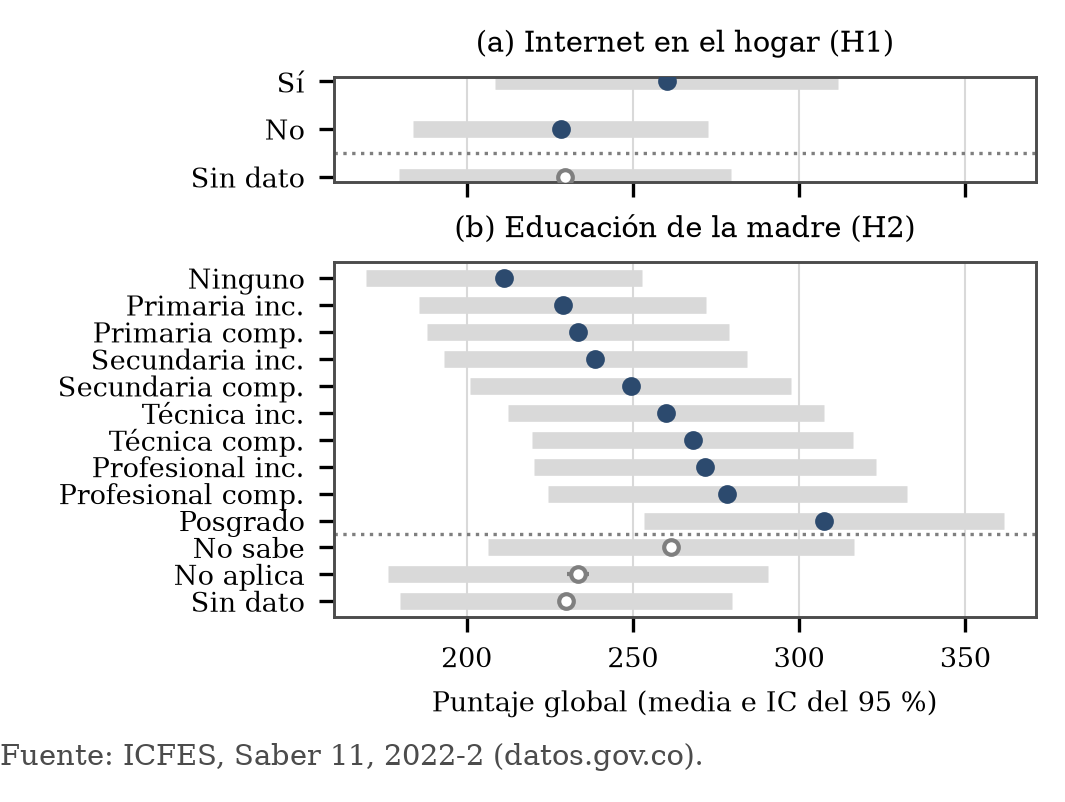 (a) Internet en el hogar (H1)
Sí
No
Sin dato
(b) Educación de la madre (H2)
Ninguno
Primaria inc.
Primaria comp.
Secundaria inc.
Secundaria comp.
Técnica inc.
Técnica comp.
Profesional inc.
Profesional comp.
Posgrado
No sabe
No aplica
Sin dato
200 250 300 350
Puntaje global (media e IC del 95 %)
Fuente: ICFES, Saber 11, 2022-2 (datos.gov.co).